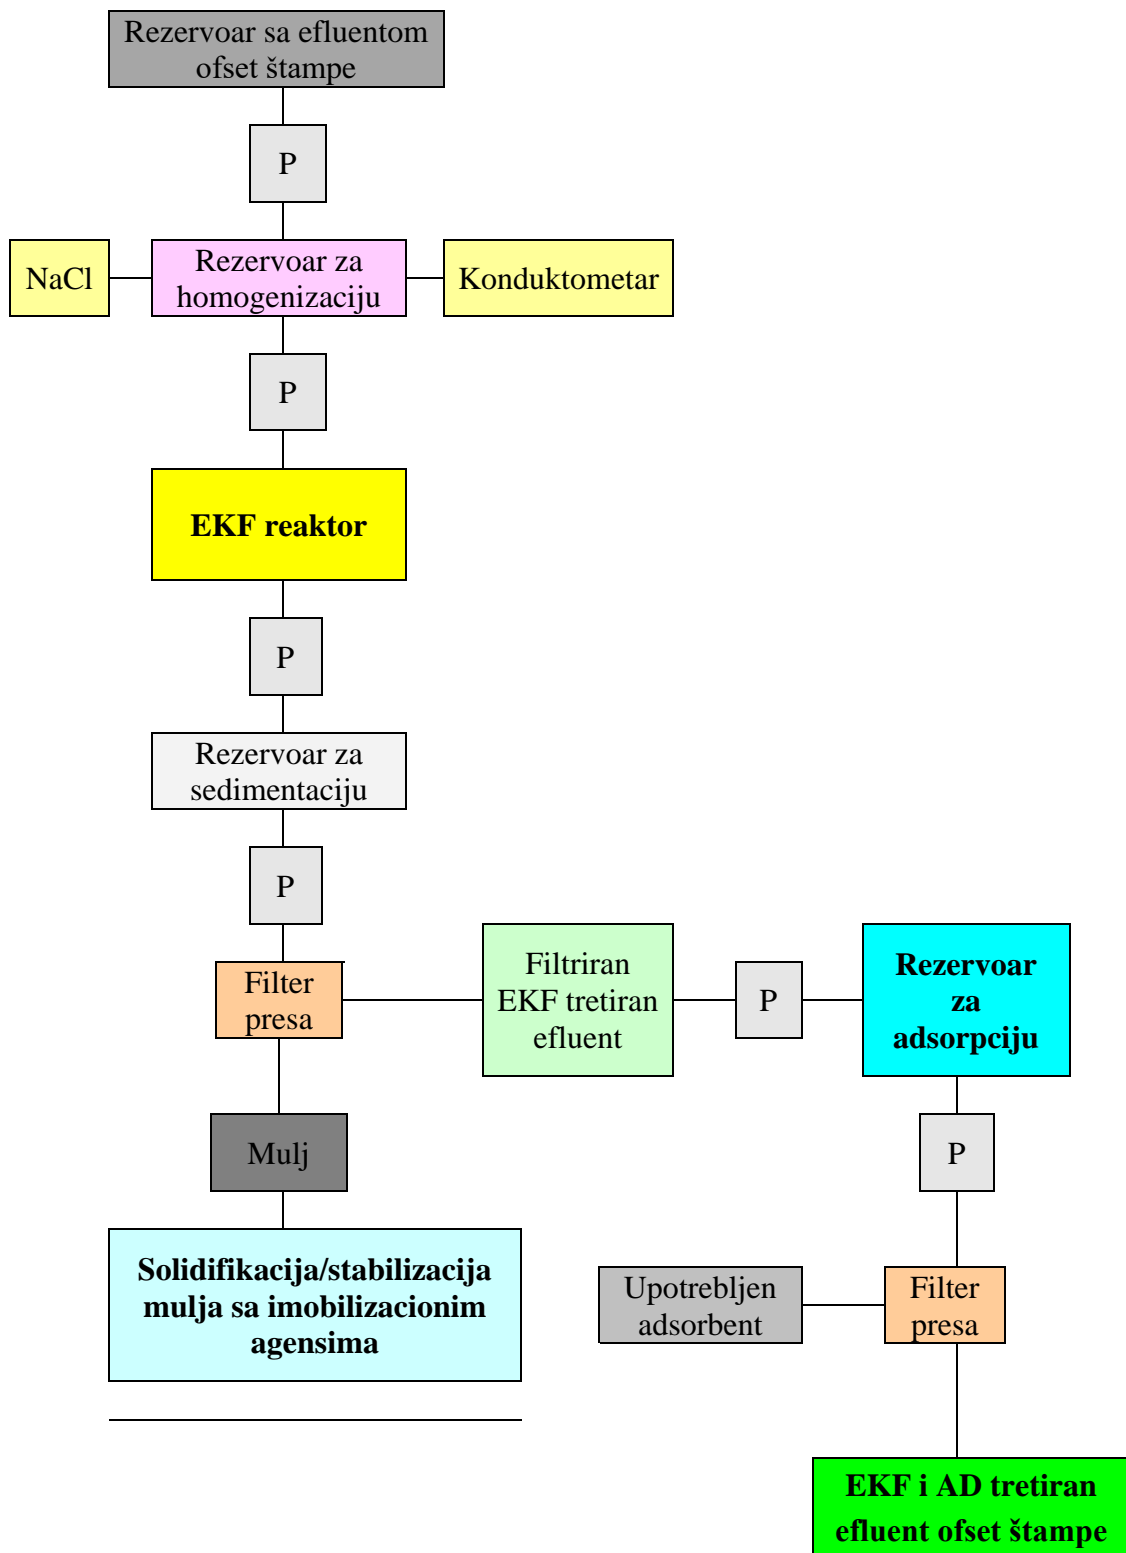 Rezervoar sa efluentom
ofset štampe
P
NaCl
Rezervoar za
homogenizaciju
Konduktometar
P
EKF reaktor
P
Rezervoar za
sedimentaciju
P
Filter
presa
Filtriran
EKF tretiran
efluent
P
Rezervoar
za
adsorpciju
Mulj
P
Solidifikacija/stabilizacija
mulja sa imobilizacionim
agensima
Upotrebljen
adsorbent
Filter
presa
EKF i AD tretiran
efluent ofset štampe